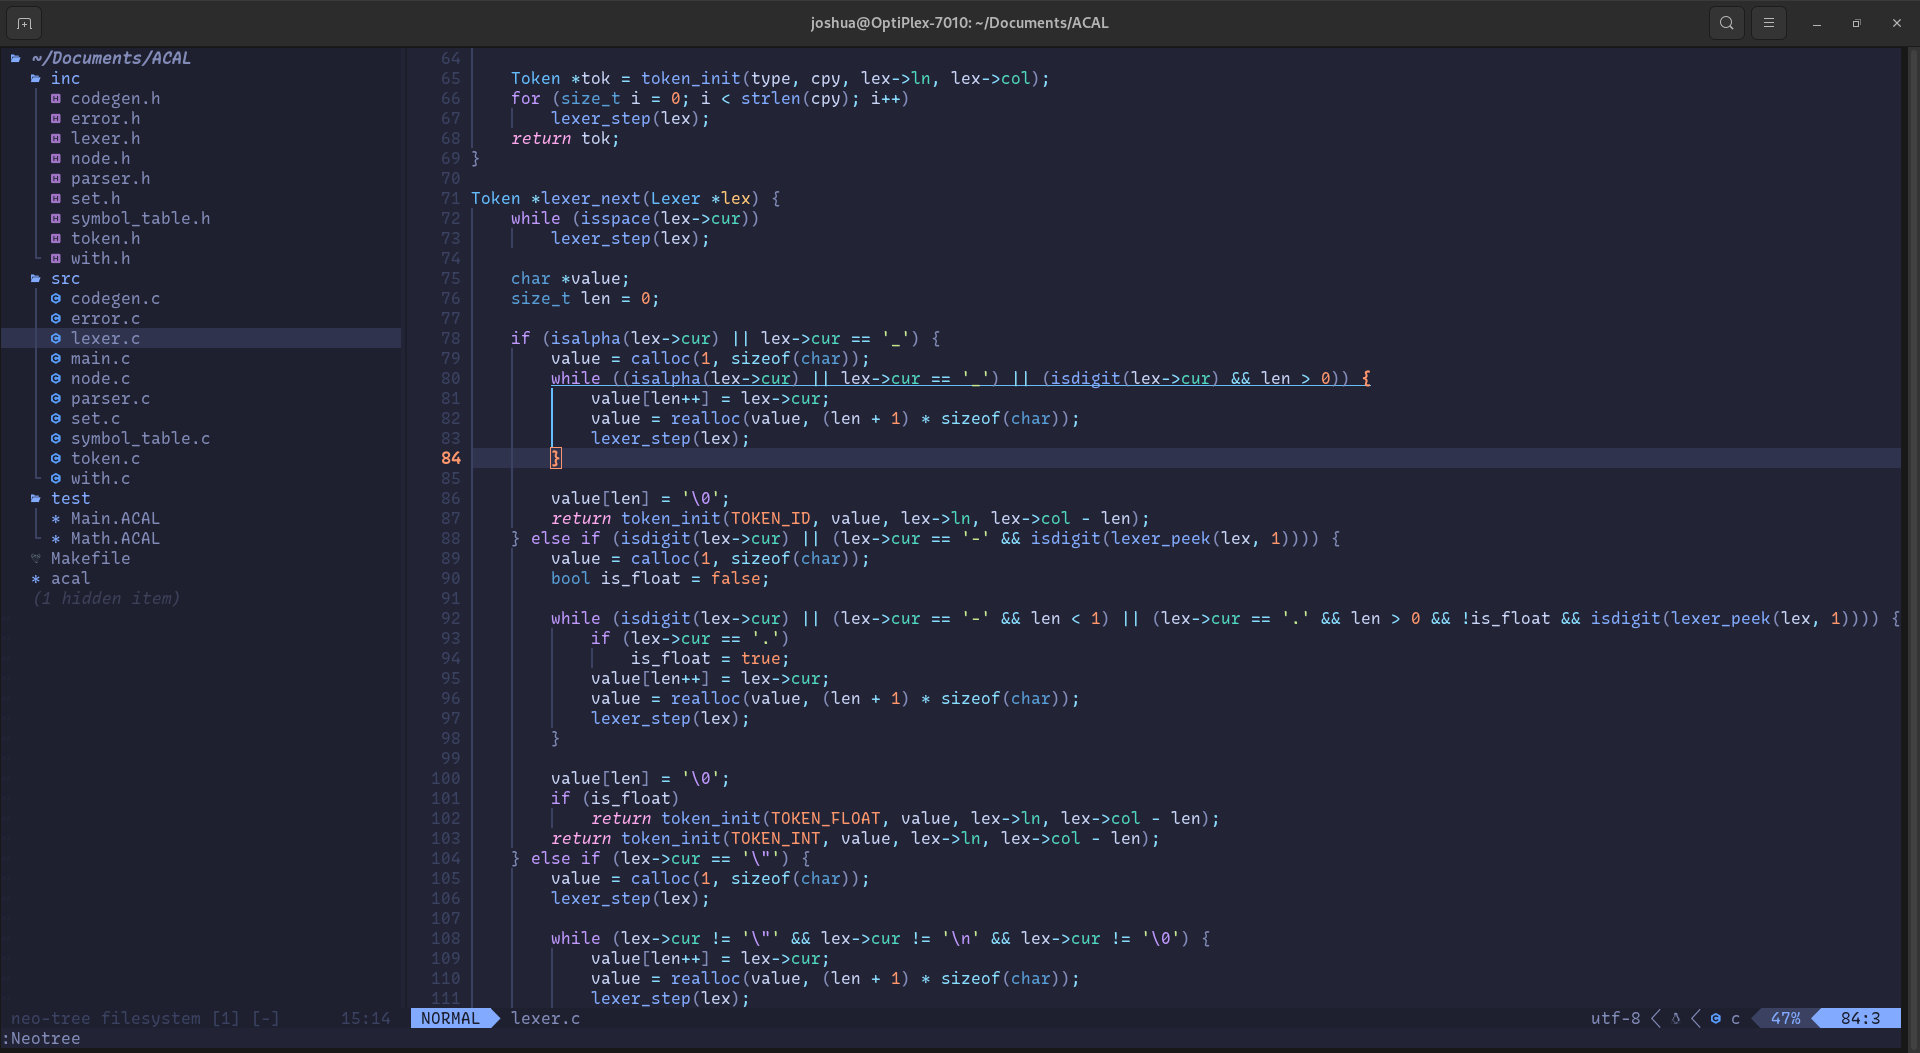 joshua@OptiPlex-7010: ~/Documents/ACAL
~/Documents/ACAL
inc
codegen.h
error.h
lexer.h
node.h
parser.h
set.h
symbol_table.h
token.h
with.h
src
codegen.c
error.c
lexer.c
main.c
node.c
parser.c
set.c
symbol_table.c
token.c
with.c
test
* Main.ACAL
* Math.ACAL
Makefile
* acal
(1 hidden item)
neo-tree filesystem [1] [-] 15:14
64
65     Token *tok = token_init(type, cpy, lex->ln, lex->col);
66     for (size_t i = 0; i < strlen(cpy); i++)
67         lexer_step(lex);
68     return tok;
69 }
70
71 Token *lexer_next(Lexer *lex) {
72     while (isspace(lex->cur))
73         lexer_step(lex);
74
75     char *value;
76     size_t len = 0;
77
78     if (isalpha(lex->cur) || lex->cur == '_') {
79         value = calloc(1, sizeof(char));
80         while ((isalpha(lex->cur) || lex->cur == '_') || (isdigit(lex->cur) && len > 0)) {
81             value[len++] = lex->cur;
82             value = realloc(value, (len + 1) * sizeof(char));
83             lexer_step(lex);
84         }
85
86         value[len] = '\0';
87         return token_init(TOKEN_ID, value, lex->ln, lex->col - len);
88     } else if (isdigit(lex->cur) || (lex->cur == '-' && isdigit(lexer_peek(lex, 1)))) {
89         value = calloc(1, sizeof(char));
90         bool is_float = false;
91
92         while (isdigit(lex->cur) || (lex->cur == '-' && len < 1) || (lex->cur == '.' && len > 0 && !is_float && isdigit(lexer_peek(lex, 1)))) {
93             if (lex->cur == '.')
94                 is_float = true;
95             value[len++] = lex->cur;
96             value = realloc(value, (len + 1) * sizeof(char));
97             lexer_step(lex);
98         }
99
100         value[len] = '\0';
101         if (is_float)
102             return token_init(TOKEN_FLOAT, value, lex->ln, lex->col - len);
103         return token_init(TOKEN_INT, value, lex->ln, lex->col - len);
104     } else if (lex->cur == '\"') {
105         value = calloc(1, sizeof(char));
106         lexer_step(lex);
107
108         while (lex->cur != '\"' && lex->cur != '\n' && lex->cur != '\0') {
109             value[len++] = lex->cur;
110             value = realloc(value, (len + 1) * sizeof(char));
111             lexer_step(lex);
NORMAL lexer.c utf-8 c 47% 84:3
:Neotree